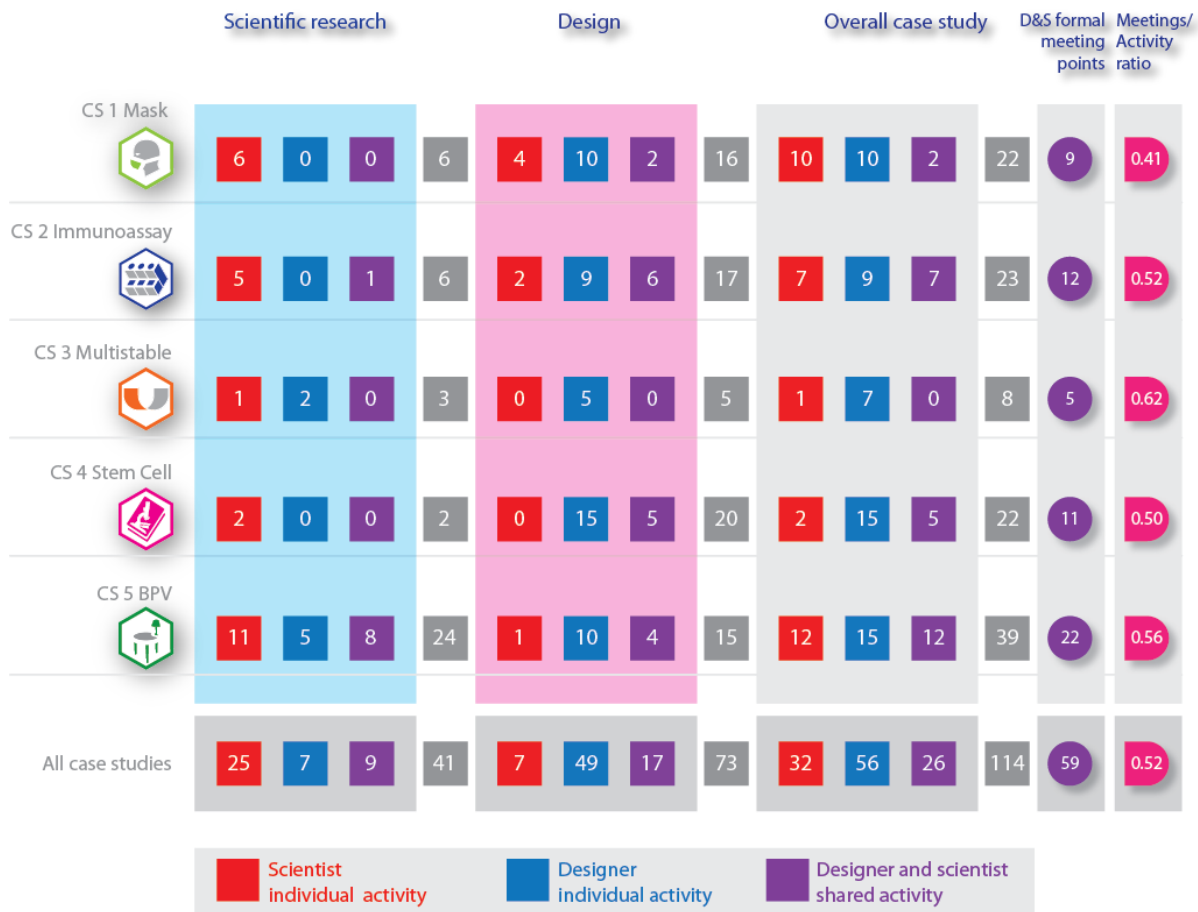 Scientific research Design Overall case study D&S formal meeting points Meetings/ Activity ratio
CS 1 Mask
6 0 0 6 4 10 2 16 10 10 2 22 9 0.41
CS 2 Immunoassay
5 0 1 6 2 9 6 17 7 9 7 23 12 0.52
CS 3 Multistable
1 2 0 3 0 5 0 5 1 7 0 8 5 0.62
CS 4 Stem Cell
2 0 0 2 0 15 5 20 2 15 5 22 11 0.50
CS 5 BPV
11 5 8 24 1 10 4 15 12 15 12 39 22 0.56
All case studies 25 7 9 41 7 49 17 73 32 56 26 114 59 0.52
Scientist
individual activity
Designer
individual activity
Designer and scientist
shared activity